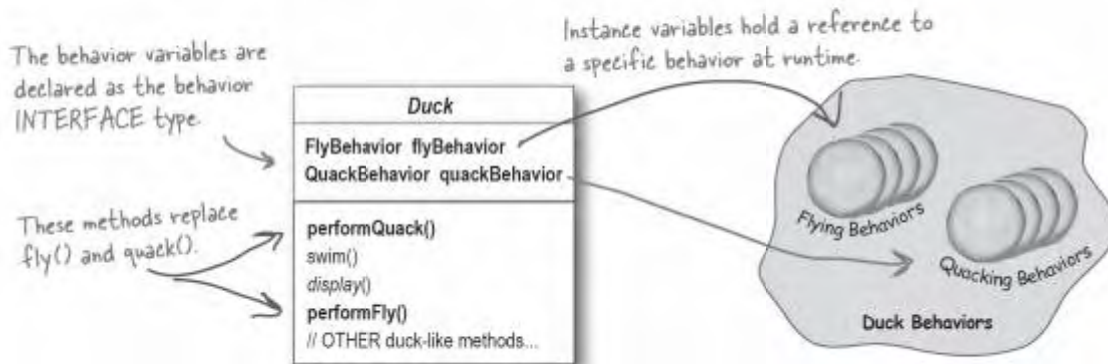 The behavior variables are
declared as the behavior
INTERFACE type.
Instance variables hold a reference to
a specific behavior at runtime.
Duck
FlyBehavior flyBehavior
QuackBehavior quackBehavior
These methods replace
fly() and quack().
performQuack()
swim()
display()
performFly()
// OTHER duck-like methods...
Flying Behaviors
Quacking Behaviors
Duck Behaviors